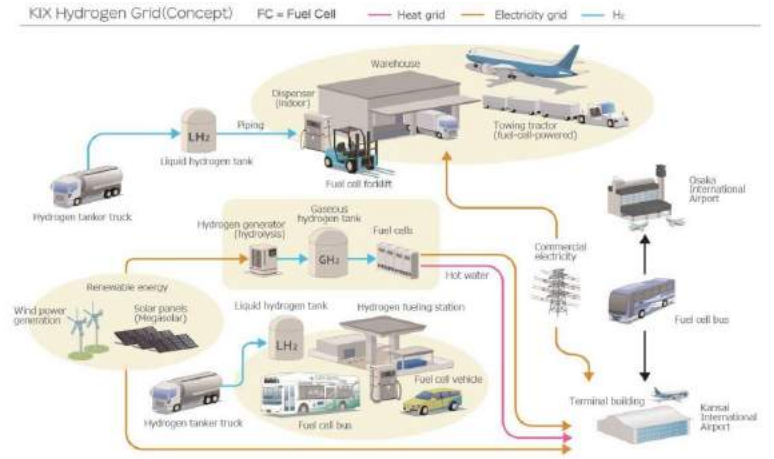 KIX Hydrogen Grid(Concept) FC = Fuel Cell Heat grid Electricity grid H₂
Warehouse
Dispenser
(Indoor)
Piping
LH₂
Liquid hydrogen tank
Towing tractor
(fuel-cell-powered)
Fuel cell forklift
Hydrogen tanker truck
Osaka
International
Airport
Gaseous
hydrogen tank
Hydrogen generator
(hydrolysis)
Fuel cells
GH₂
Commercial
electricity
Hot water
Renewable energy
Wind power
generation
Solar panels
(Megasolar)
Liquid hydrogen tank
Hydrogen fueling station
Fuel cell bus
LH₂
Fuel cell vehicle
Hydrogen tanker truck
Fuel cell bus
Terminal building
Kansai
International
Airport